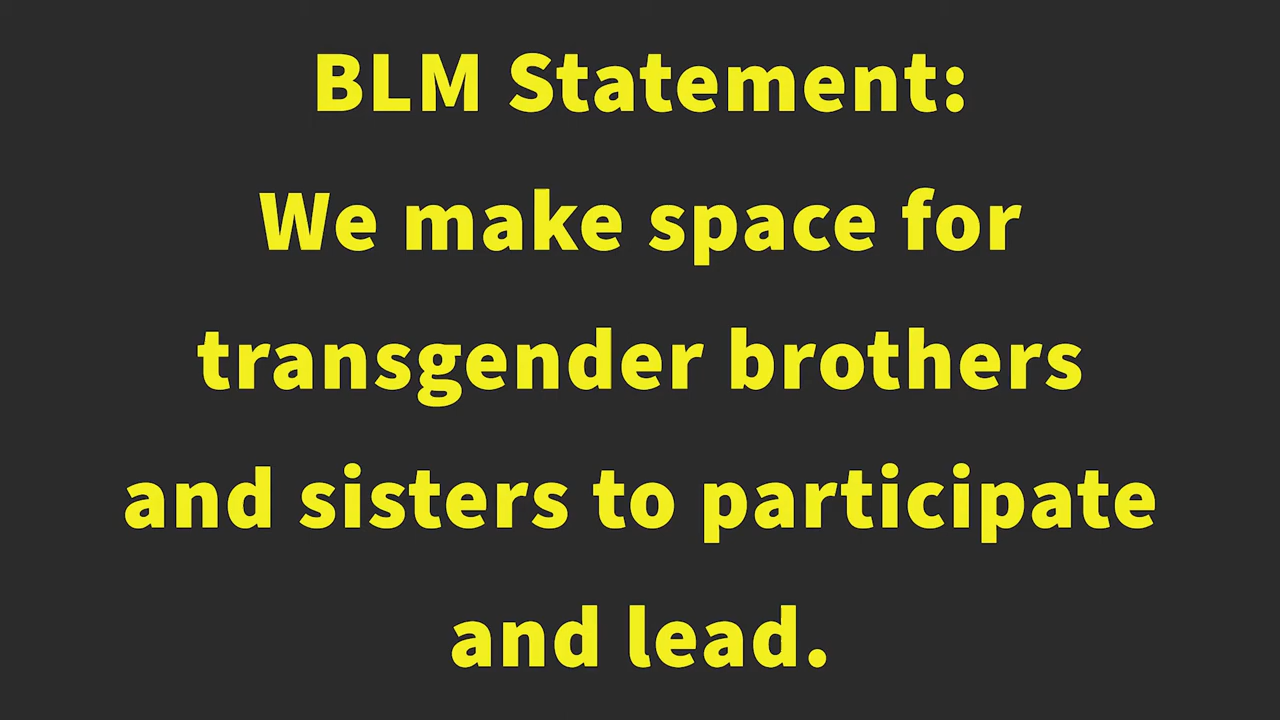 BLM Statement:
We make space for
transgender brothers
and sisters to participate
and lead.